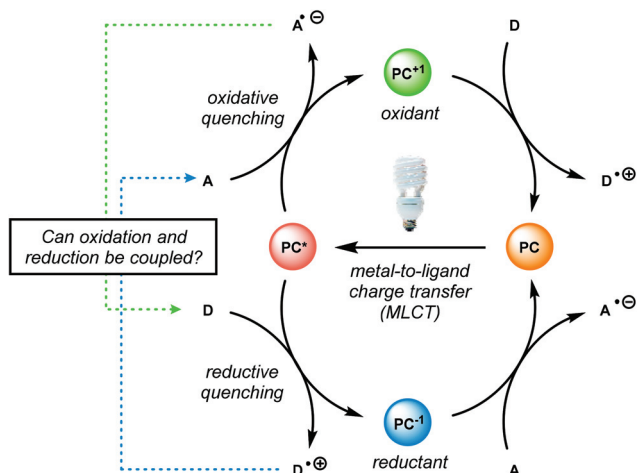 A•⊖
D
PC+1
oxidative
quenching
oxidant
A
D•⊕
Can oxidation and
reduction be coupled?
PC*
PC
metal-to-ligand
charge transfer
(MLCT)
D
A•⊖
reductive
quenching
PC-1
D•⊕
reductant
A